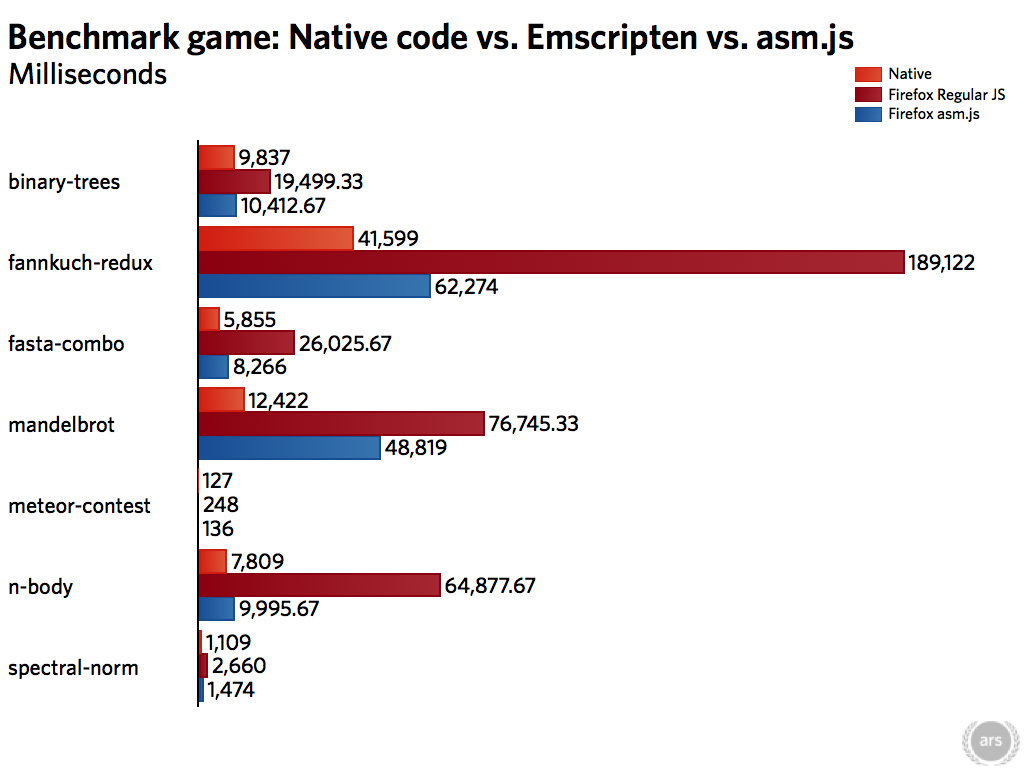 Benchmark game: Native code vs. Emscripten vs. asm.js
Milliseconds
Native
Firefox Regular JS
Firefox asm.js
binary-trees
9,837
19,499.33
10,412.67
fannkuch-redux
41,599
189,122
62,274
fasta-combo
5,855
26,025.67
8,266
mandelbrot
12,422
76,745.33
48,819
meteor-contest
127
248
136
n-body
7,809
64,877.67
9,995.67
spectral-norm
1,109
2,660
1,474
ars